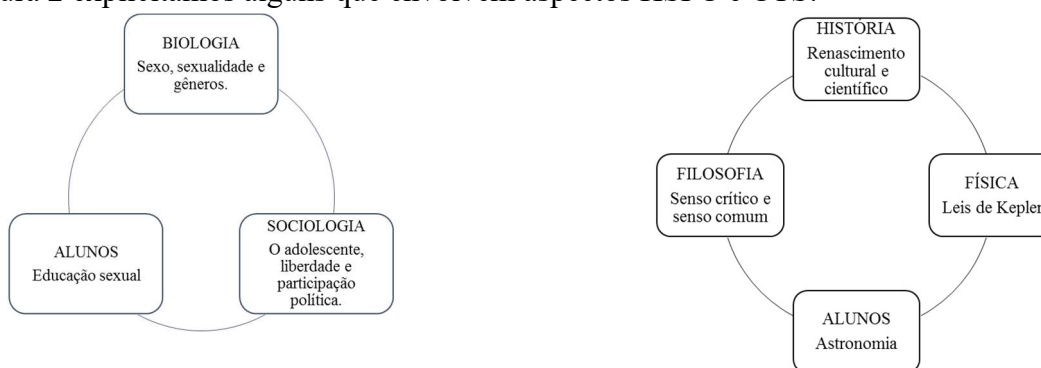 BIOLOGIA
Sexo, sexualidade e
gêneros.
ALUNOS
Educação sexual
SOCIOLOGIA
O adolescente,
liberdade e
participação
política.
HISTÓRIA
Renascimento
cultural e
científico
FILOSOFIA
Senso crítico e
senso comum
FÍSICA
Leis de Kepler
ALUNOS
Astronomia